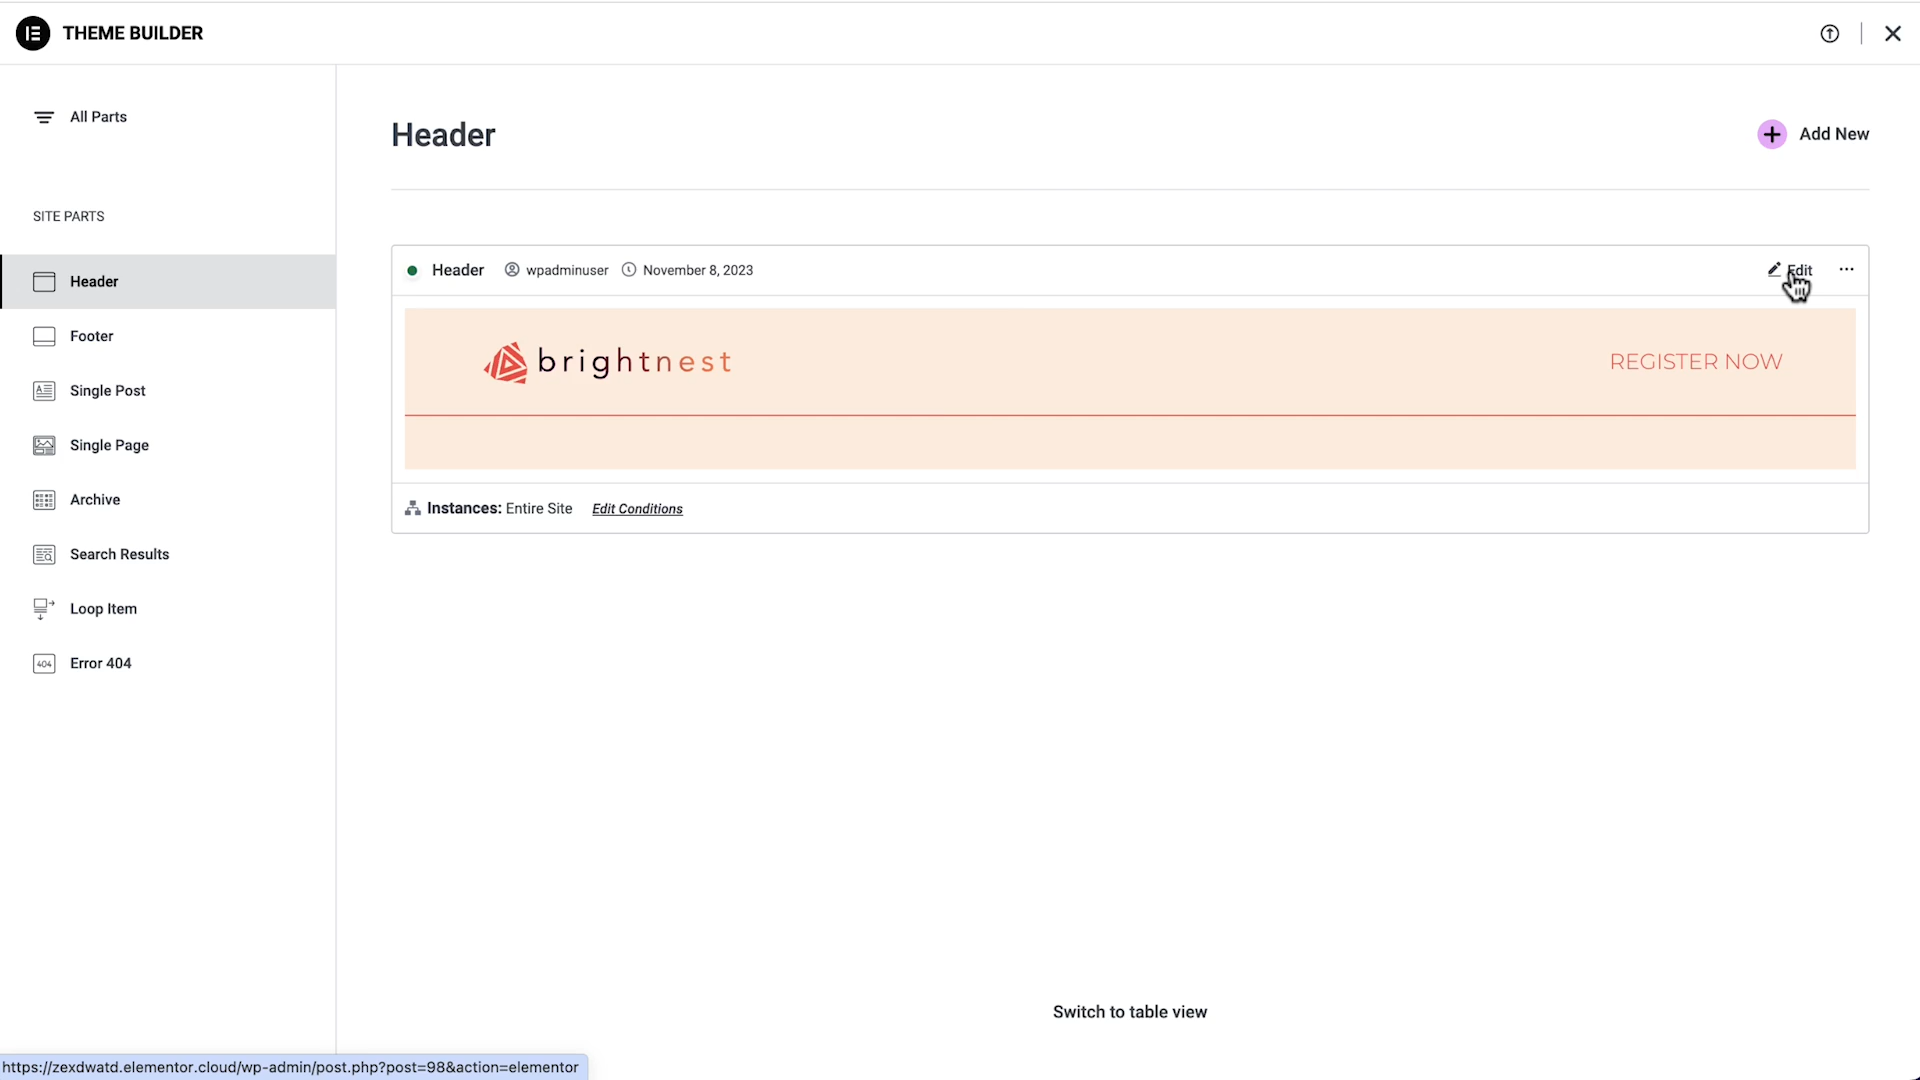 THEME BUILDER
All Parts
SITE PARTS
Header
Footer
Single Post
Single Page
Archive
Search Results
Loop Item
404 Error 404
Header
Add New
Header wpadminuser November 8, 2023 Edit
brightnest
REGISTER NOW
Instances: Entire Site Edit Conditions
Switch to table view
https://zexdwatd.elementor.cloud/wp-admin/post.php?post=98&action=elementor